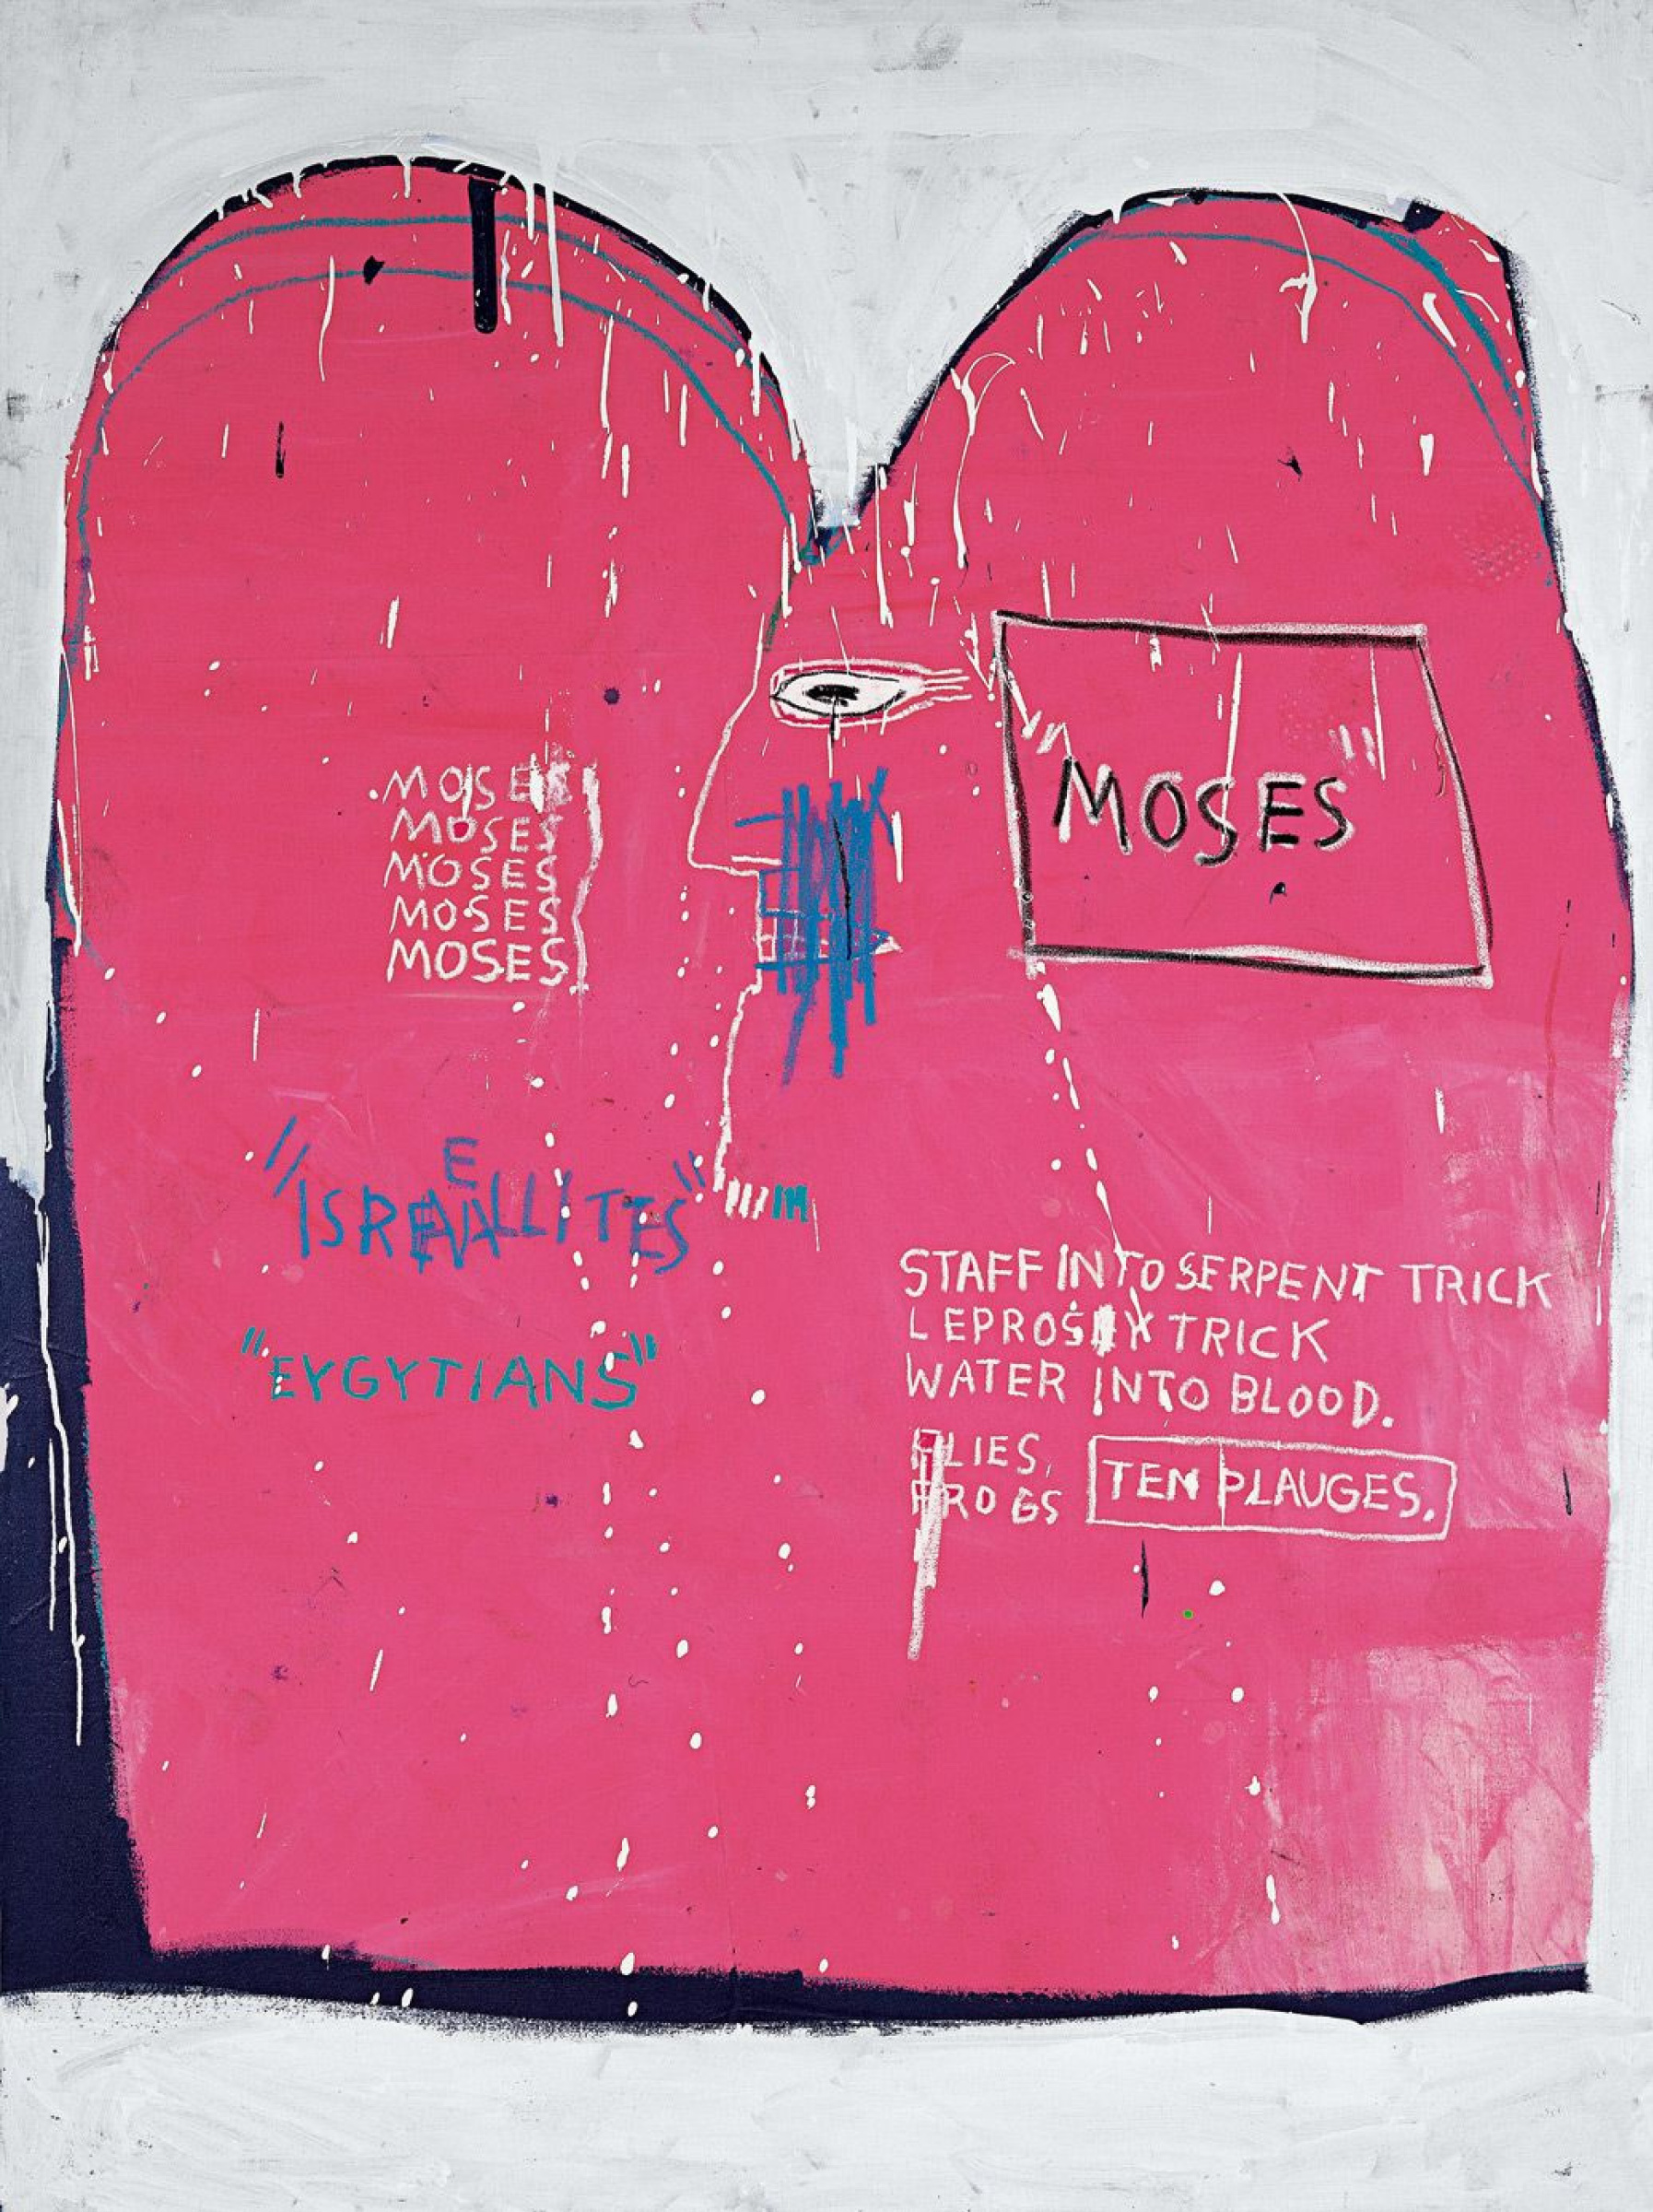 MOSES
MOSES
MOSES
MOSES
MOSES
"MOSES"
"ISREALLITES"
"EYGYTIANS"
STAFF INTO SERPENT TRICK
LEPROSY TRICK
WATER INTO BLOOD.
FLIES,
FROGS
TEN PLAUGES.